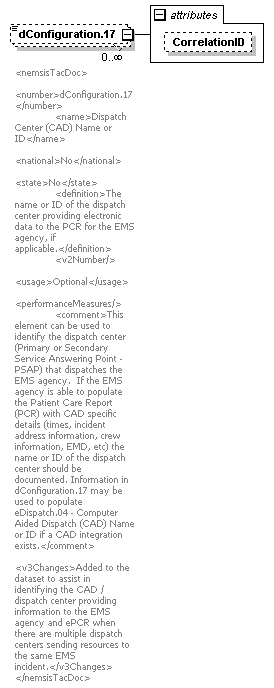 attributes
dConfiguration.17
CorrelationID
0..∞
<nemsisTacDoc>
<number>dConfiguration.17
</number>
<name>Dispatch
Center (CAD) Name or
ID</name>
<national>No</national>
<state>No</state>
<definition>The
name or ID of the dispatch
center providing electronic
data to the PCR for the EMS
agency, if
applicable.</definition>
<v2Number/>
<usage>Optional</usage>
<performanceMeasures/>
<comment>This
element can be used to
identify the dispatch center
(Primary or Secondary
Service Answering Point -
PSAP) that dispatches the
EMS agency.  If the EMS
agency is able to populate
the Patient Care Report
(PCR) with CAD specific
details (times, incident
address information, crew
information, EMD, etc) the
name or ID of the dispatch
center should be
documented. Information in
dConfiguration.17 may be
used to populate
eDispatch.04 - Computer
Aided Dispatch (CAD) Name
or ID if a CAD integration
exists.</comment>
<v3Changes>Added to the
dataset to assist in
identifying the CAD /
dispatch center providing
information to the EMS
agency and ePCR when
there are multiple dispatch
centers sending resources to
the same EMS
incident.</v3Changes>
</nemsisTacDoc>